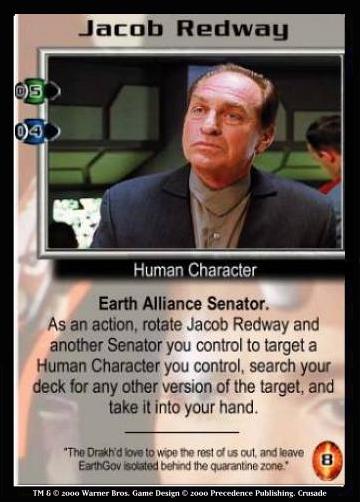 Jacob Redway
05
04
Human Character
Earth Alliance Senator.
As an action, rotate Jacob Redway and
another Senator you control to target a
Human Character you control, search your
deck for any other version of the target, and
take it into your hand.
"The Drakh'd love to wipe the rest of us out, and leave
EarthGov isolated behind the quarantine zone."
8
TM & © 2000 Warner Bros. Game Design © 2000 Precedence Publishing. Crusade